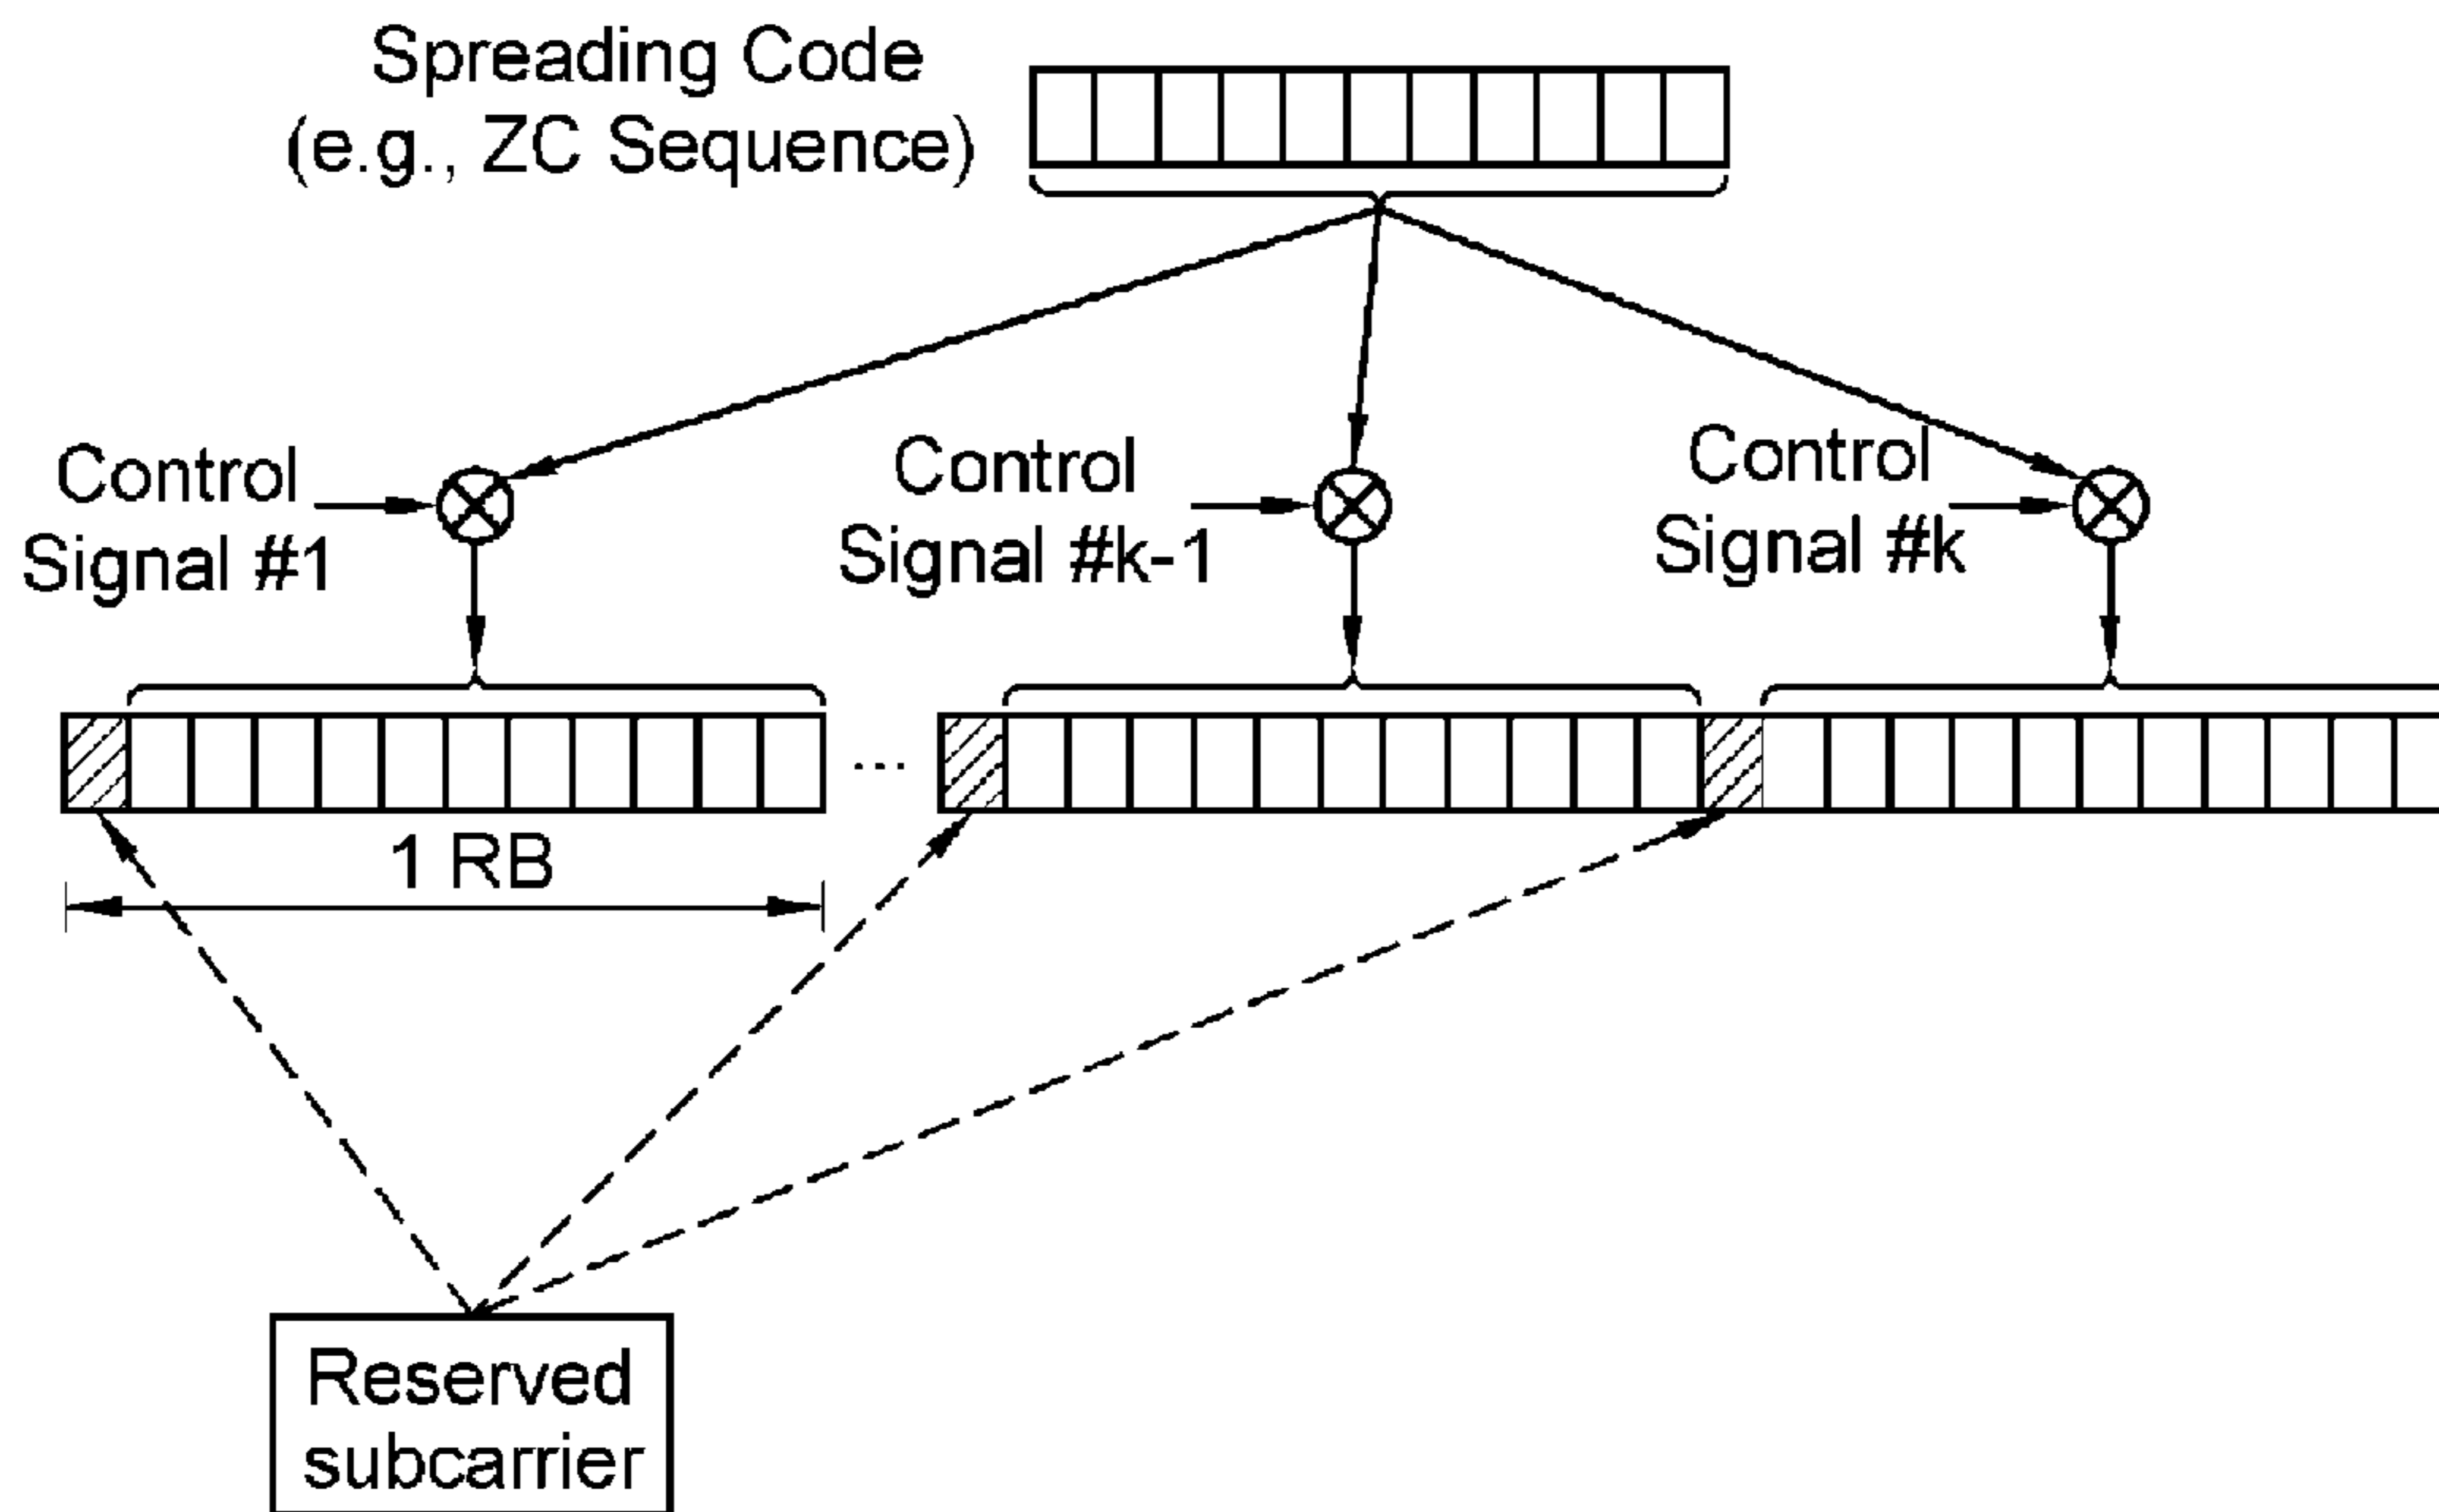 Spreading Code
(e.g., ZC Sequence)
Control
Signal #1
Control
Signal #k-1
Control
Signal #k
...
1 RB
Reserved
subcarrier